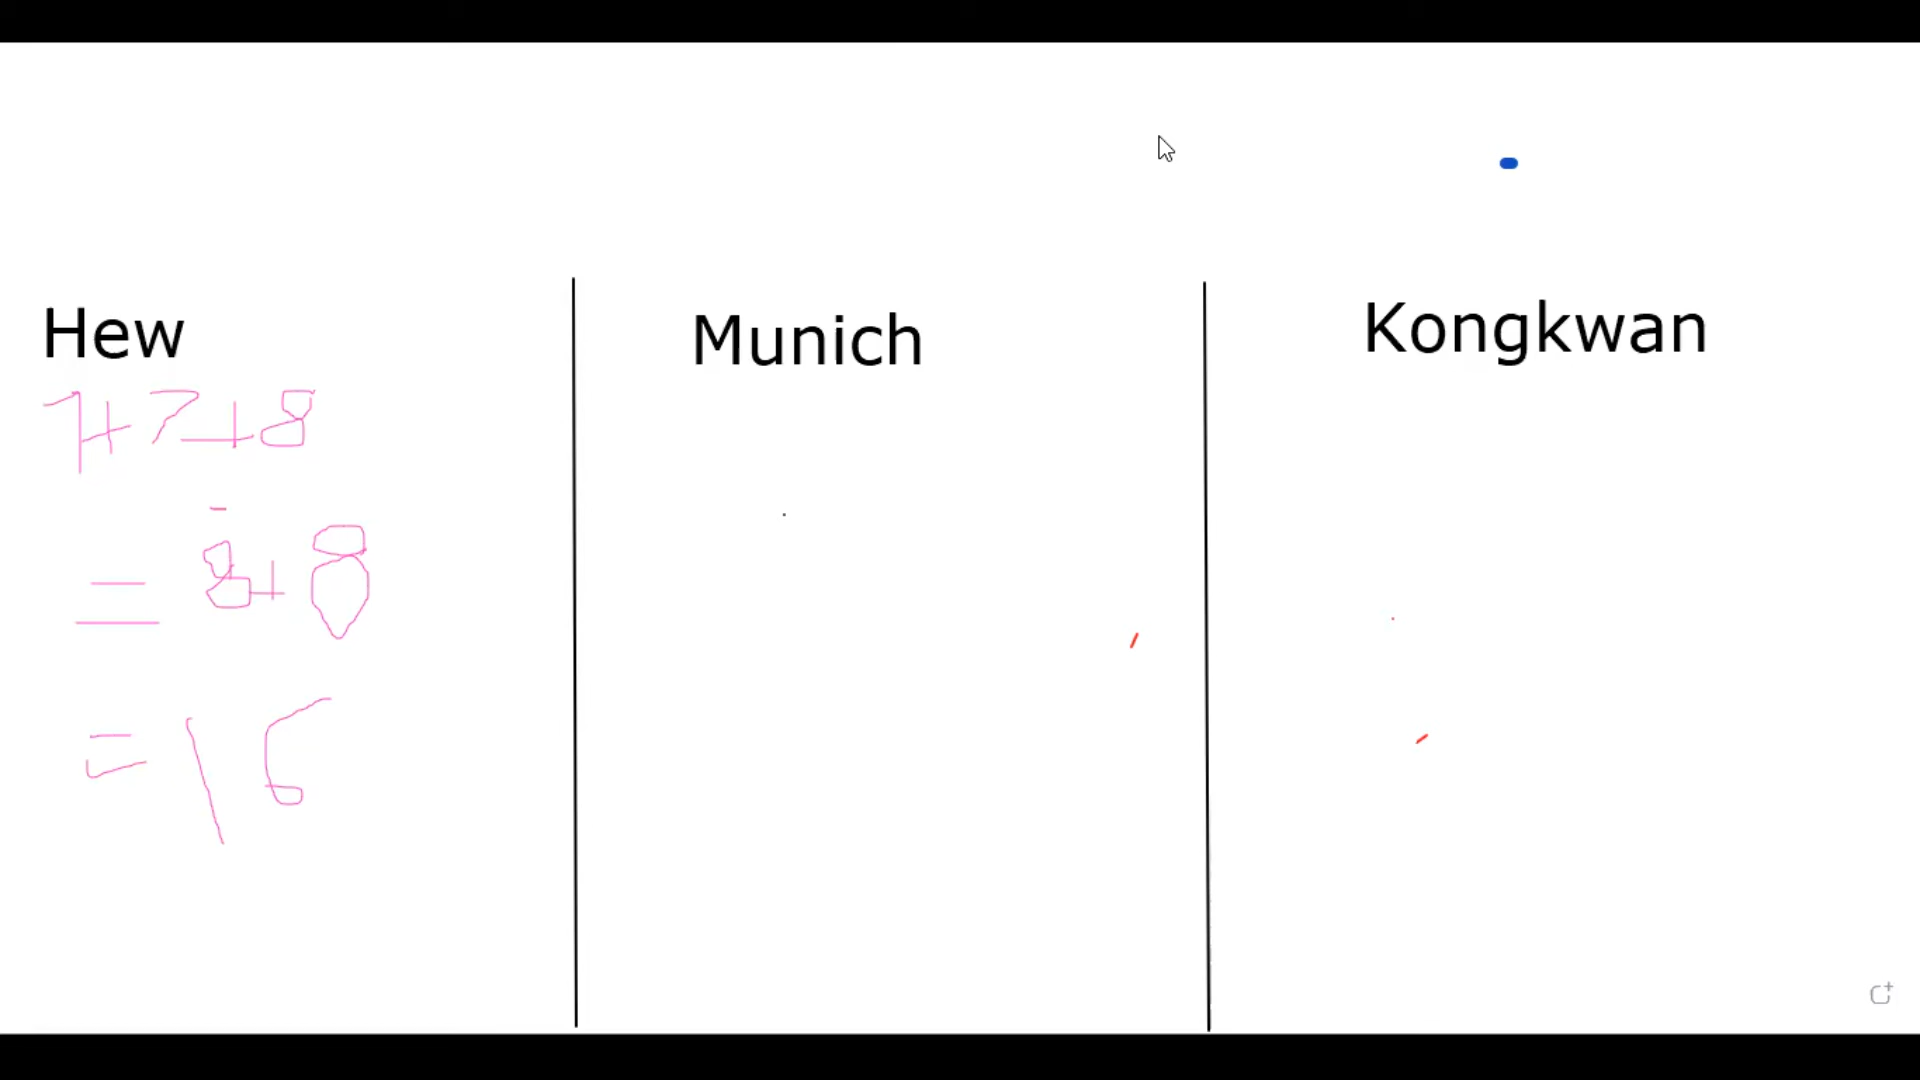 Hew
Munich
Kongkwan
1+7+8
= 8+8
= 16